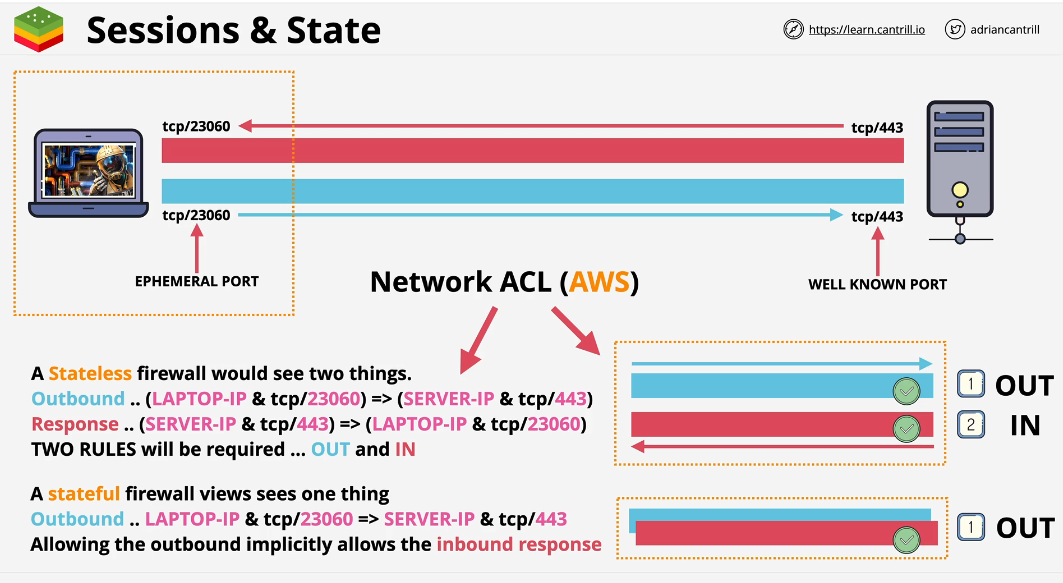 Sessions & State
https://learn.cantrill.io
adriancantrill
tcp/23060
tcp/443
tcp/23060
tcp/443
EPHEMERAL PORT
WELL KNOWN PORT
Network ACL (AWS)
A Stateless firewall would see two things.
Outbound .. (LAPTOP-IP & tcp/23060) => (SERVER-IP & tcp/443)
Response .. (SERVER-IP & tcp/443) => (LAPTOP-IP & tcp/23060)
TWO RULES will be required ... OUT and IN
1 OUT
2 IN
A stateful firewall views sees one thing
Outbound .. LAPTOP-IP & tcp/23060 => SERVER-IP & tcp/443
Allowing the outbound implicitly allows the inbound response
1 OUT